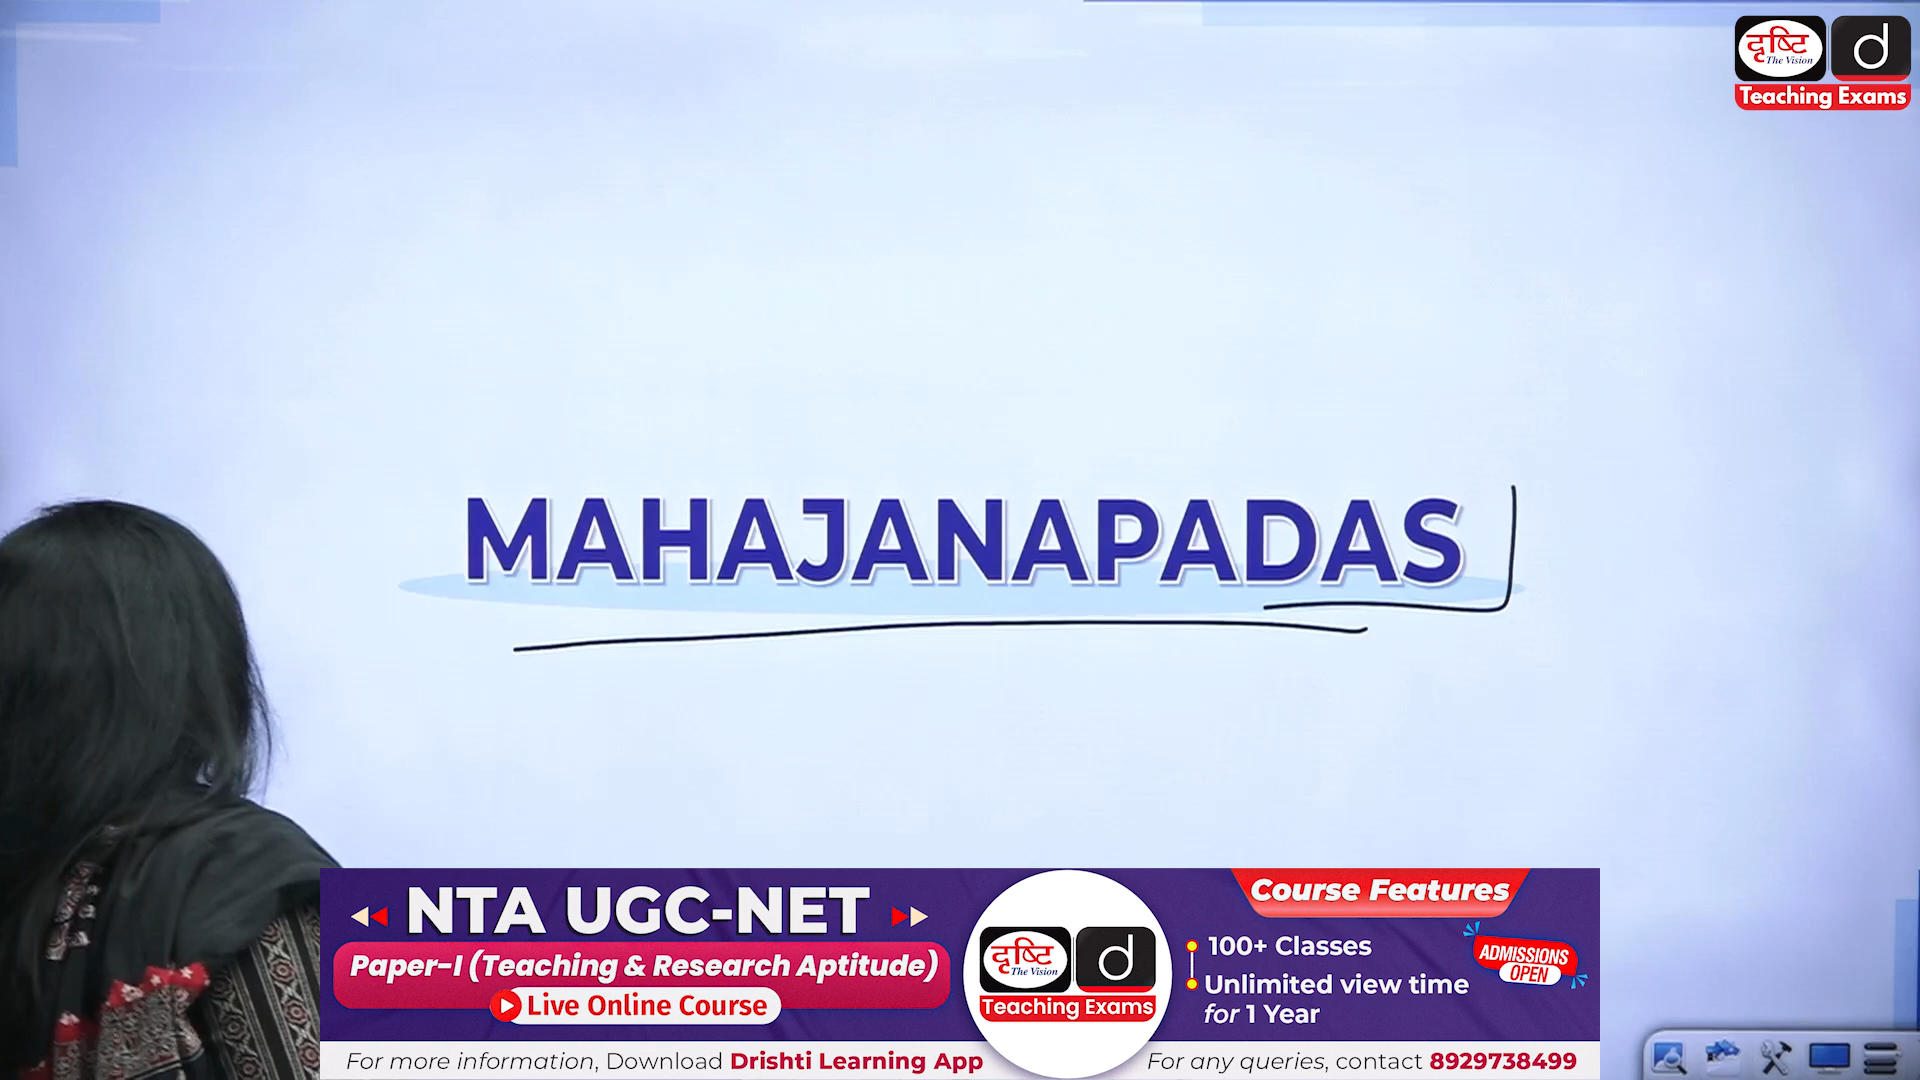 दृष्टि
The Vision
d
Teaching Exams
MAHAJANAPADAS
NTA UGC-NET
Paper-I (Teaching & Research Aptitude)
Live Online Course
दृष्टि
The Vision
d
Teaching Exams
Course Features
100+ Classes
Unlimited view time
for 1 Year
ADMISSIONS
OPEN
For more information, Download Drishti Learning App
For any queries, contact 8929738499